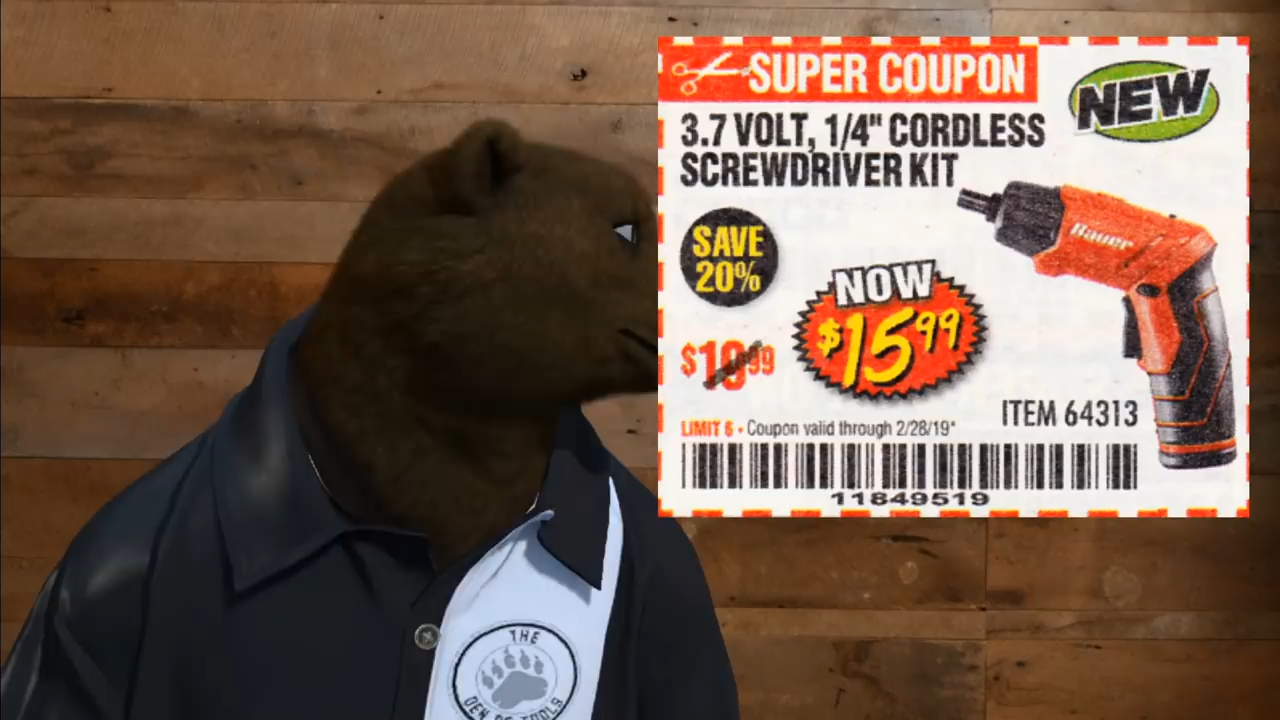 SUPER COUPON
NEW
3.7 VOLT, 1/4" CORDLESS
SCREWDRIVER KIT
Bauer
SAVE
20%
NOW
$15.99
$19.99
ITEM 64313
LIMIT 6 • Coupon valid through 2/28/19*
11849519
THE
DEN OF TOOLS